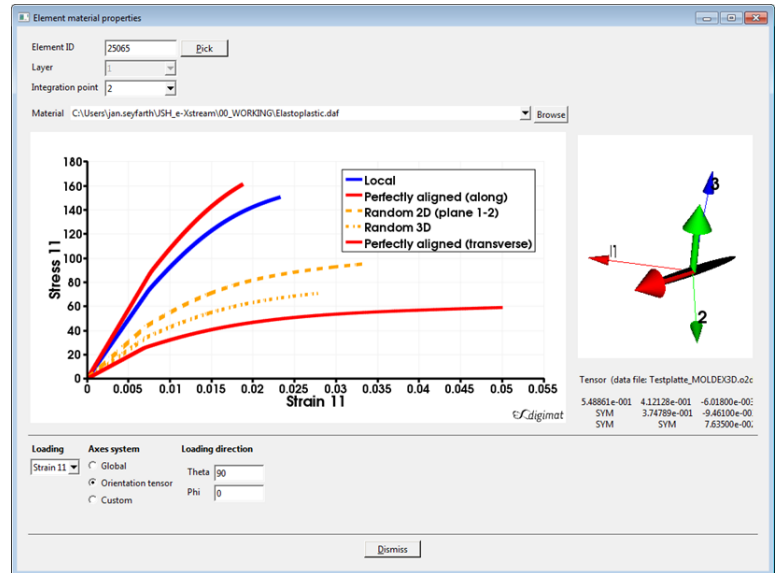 Element material properties
Element ID 25065 Pick
Layer 1
Integration point 2
Material C:\Users\jan.seyfarth\JSH_e-Xstream\00_WORKING\Elastoplastic.daf Browse
180
160
140
120
100
80
60
40
20
0
Stress 11
Local
Perfectly aligned (along)
Random 2D (plane 1-2)
Random 3D
Perfectly aligned (transverse)
0 0.005 0.01 0.015 0.02 0.025 0.03 0.035 0.04 0.045 0.05 0.055
Strain 11
digimat
3
1
2
Tensor (data file: Testplatte_MOLDEX3D.o2c
5.48861e-001 4.12128e-001 -6.01800e-003
SYM 3.74789e-001 -9.46100e-00
SYM SYM 7.63500e-002
Loading Axes system Loading direction
Strain 11 Global Theta 90
Orientation tensor Phi 0
Custom
Dismiss